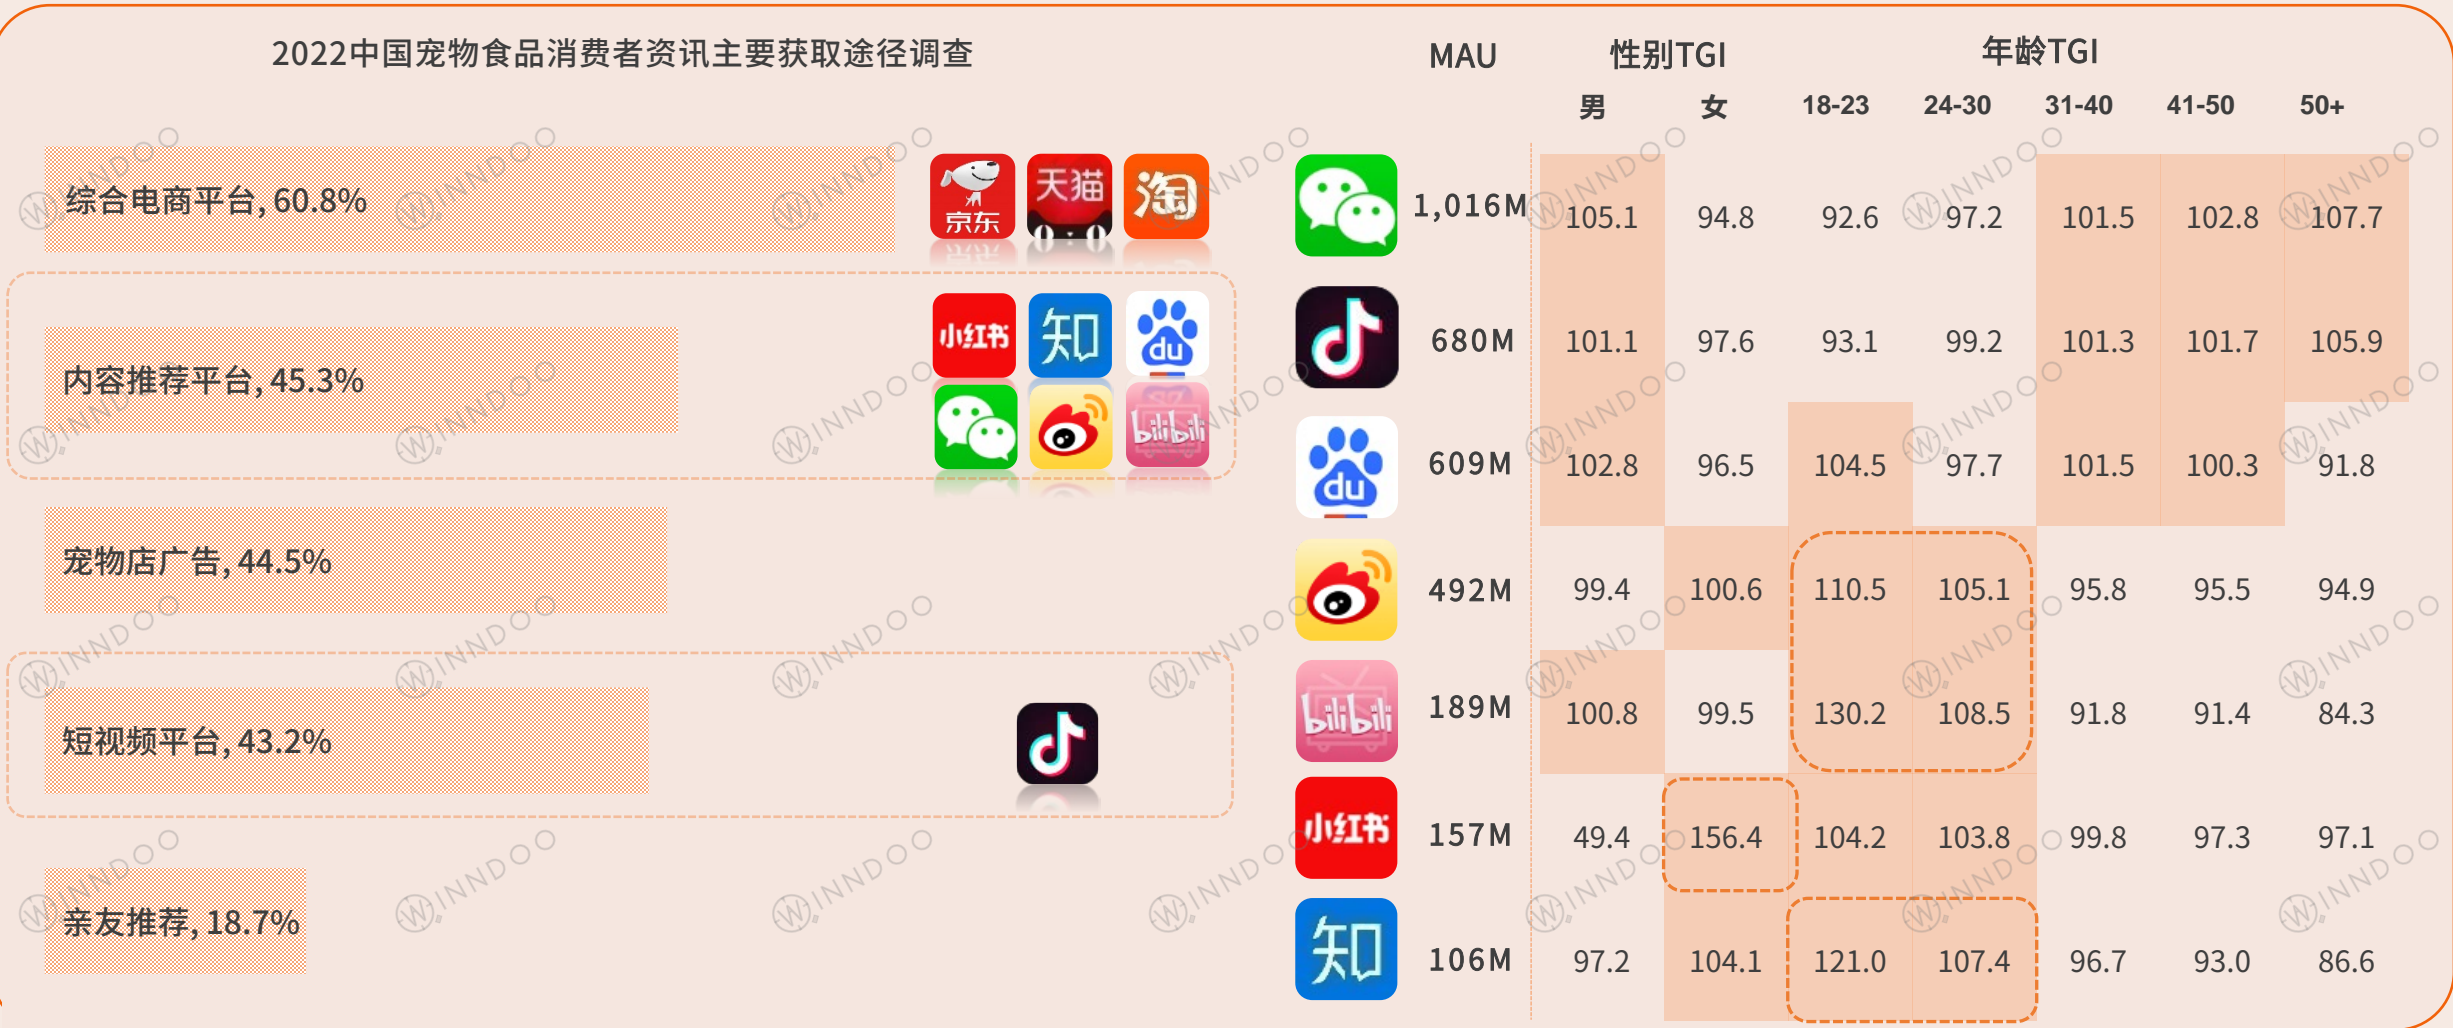 2022中国宠物食品消费者资讯主要获取途径调查
综合电商平台, 60.8%
京东
天猫
淘
内容推荐平台, 45.3%
小红书
知
du
bilibili
宠物店广告, 44.5%
短视频平台, 43.2%
亲友推荐, 18.7%
MAU 性别TGI 年龄TGI
男 女 18-23 24-30 31-40 41-50 50+
1,016M 105.1 94.8 92.6 97.2 101.5 102.8 107.7
680M 101.1 97.6 93.1 99.2 101.3 101.7 105.9
du 609M 102.8 96.5 104.5 97.7 101.5 100.3 91.8
492M 99.4 100.6 110.5 105.1 95.8 95.5 94.9
bilibili 189M 100.8 99.5 130.2 108.5 91.8 91.4 84.3
小红书 157M 49.4 156.4 104.2 103.8 99.8 97.3 97.1
知 106M 97.2 104.1 121.0 107.4 96.7 93.0 86.6
WINNDOO